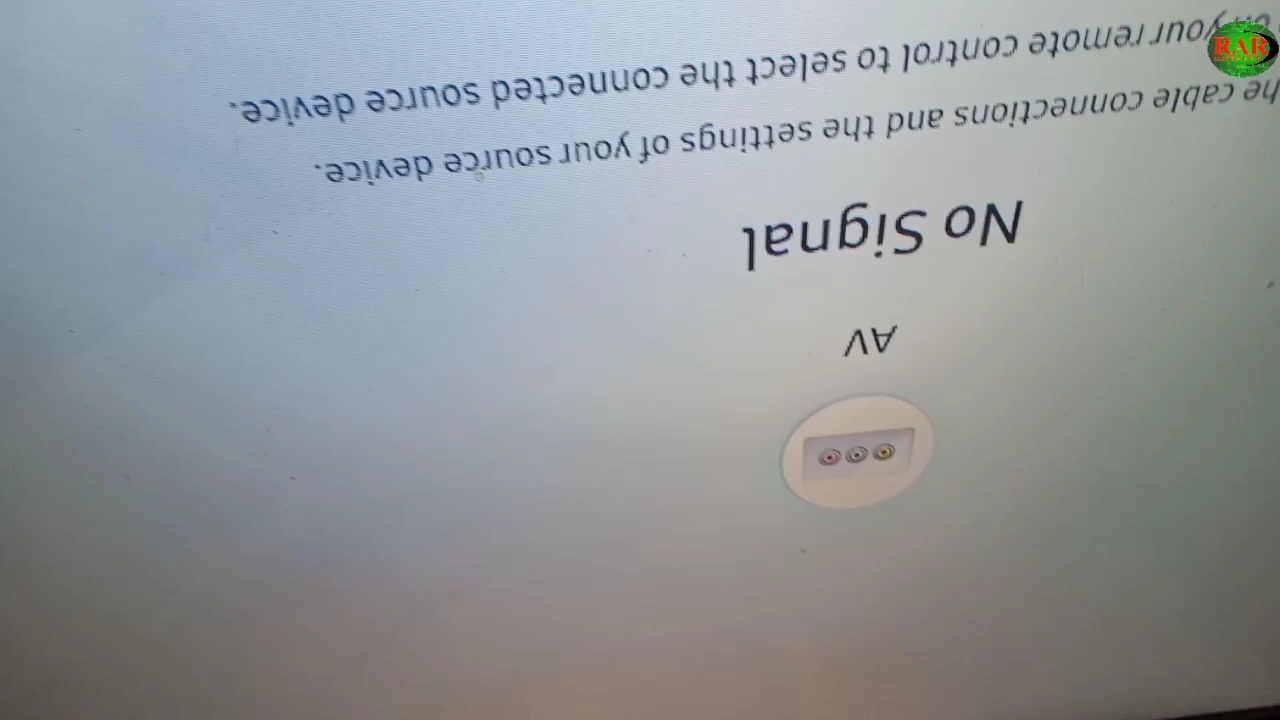 AV
No Signal
he cable connections and the settings of your source device.
your remote control to select the connected source device.
RAR